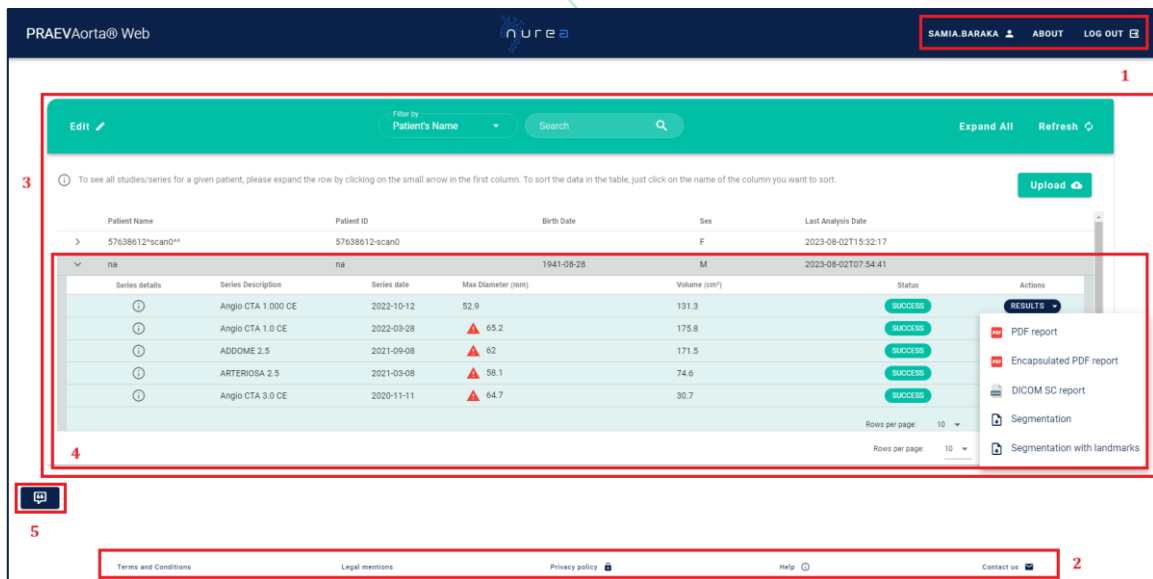 PRAEVAorta® Web
nurea
SAMIA.BARAKA ABOUT LOG OUT
1
Edit
Filter by
Patient's Name
Search
Expand All Refresh
3
To see all studies/series for a given patient, please expand the row by clicking on the small arrow in the first column. To sort the data in the table, just click on the name of the column you want to sort.
Upload
Patient Name Patient ID Birth Date Sex Last Analysis Date
57638612^scan0^^ 57638612-scan0 F 2023-08-02T15:32:17
na na 1941-08-28 M 2023-08-02T07:54:41
Series details Series Description Series date Max Diameter (mm) Volume (cm³) Status Actions
Angio CTA 1.000 CE 2022-10-12 52.9 131.3 SUCCESS RESULTS
Angio CTA 1.0 CE 2022-03-28 65.2 175.8 SUCCESS
ADDOME 2.5 2021-09-08 62 171.5 SUCCESS
ARTERIOSA 2.5 2021-03-08 58.1 74.6 SUCCESS
Angio CTA 3.0 CE 2020-11-11 64.7 30.7 SUCCESS
PDF PDF report
PDF Encapsulated PDF report
DICOM SC report
Segmentation
Segmentation with landmarks
Rows per page: 10
Rows per page: 10
4
5
Terms and Conditions Legal mentions Privacy policy Help Contact us
2